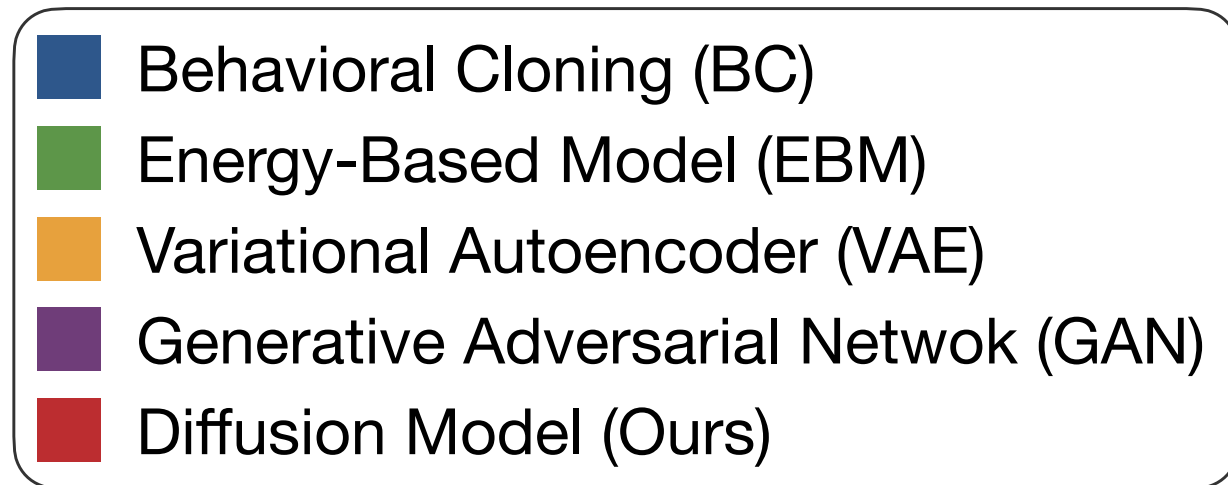 Behavioral Cloning (BC)
Energy-Based Model (EBM)
Variational Autoencoder (VAE)
Generative Adversarial Netwok (GAN)
Diffusion Model (Ours)